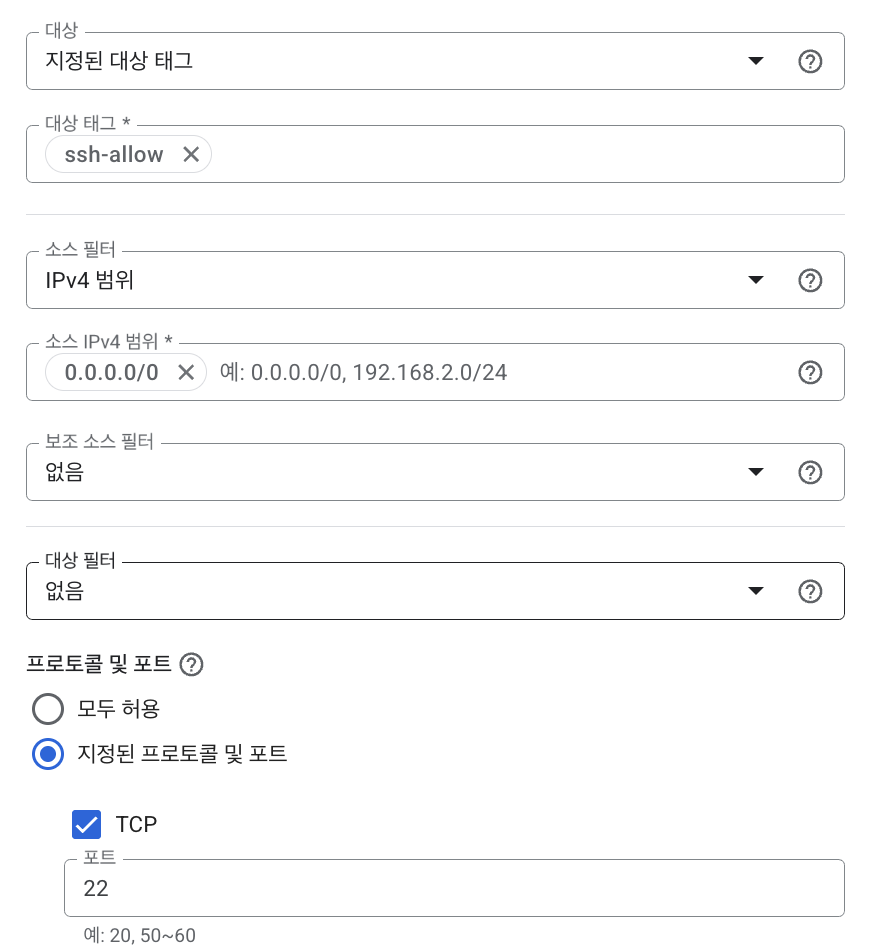 대상
지정된 대상 태그
대상 태그 *
ssh-allow
소스 필터
IPv4 범위
소스 IPv4 범위 *
0.0.0.0/0 예: 0.0.0.0/0, 192.168.2.0/24
보조 소스 필터
없음
대상 필터
없음
프로토콜 및 포트
모두 허용
지정된 프로토콜 및 포트
TCP
포트
22
예: 20, 50~60